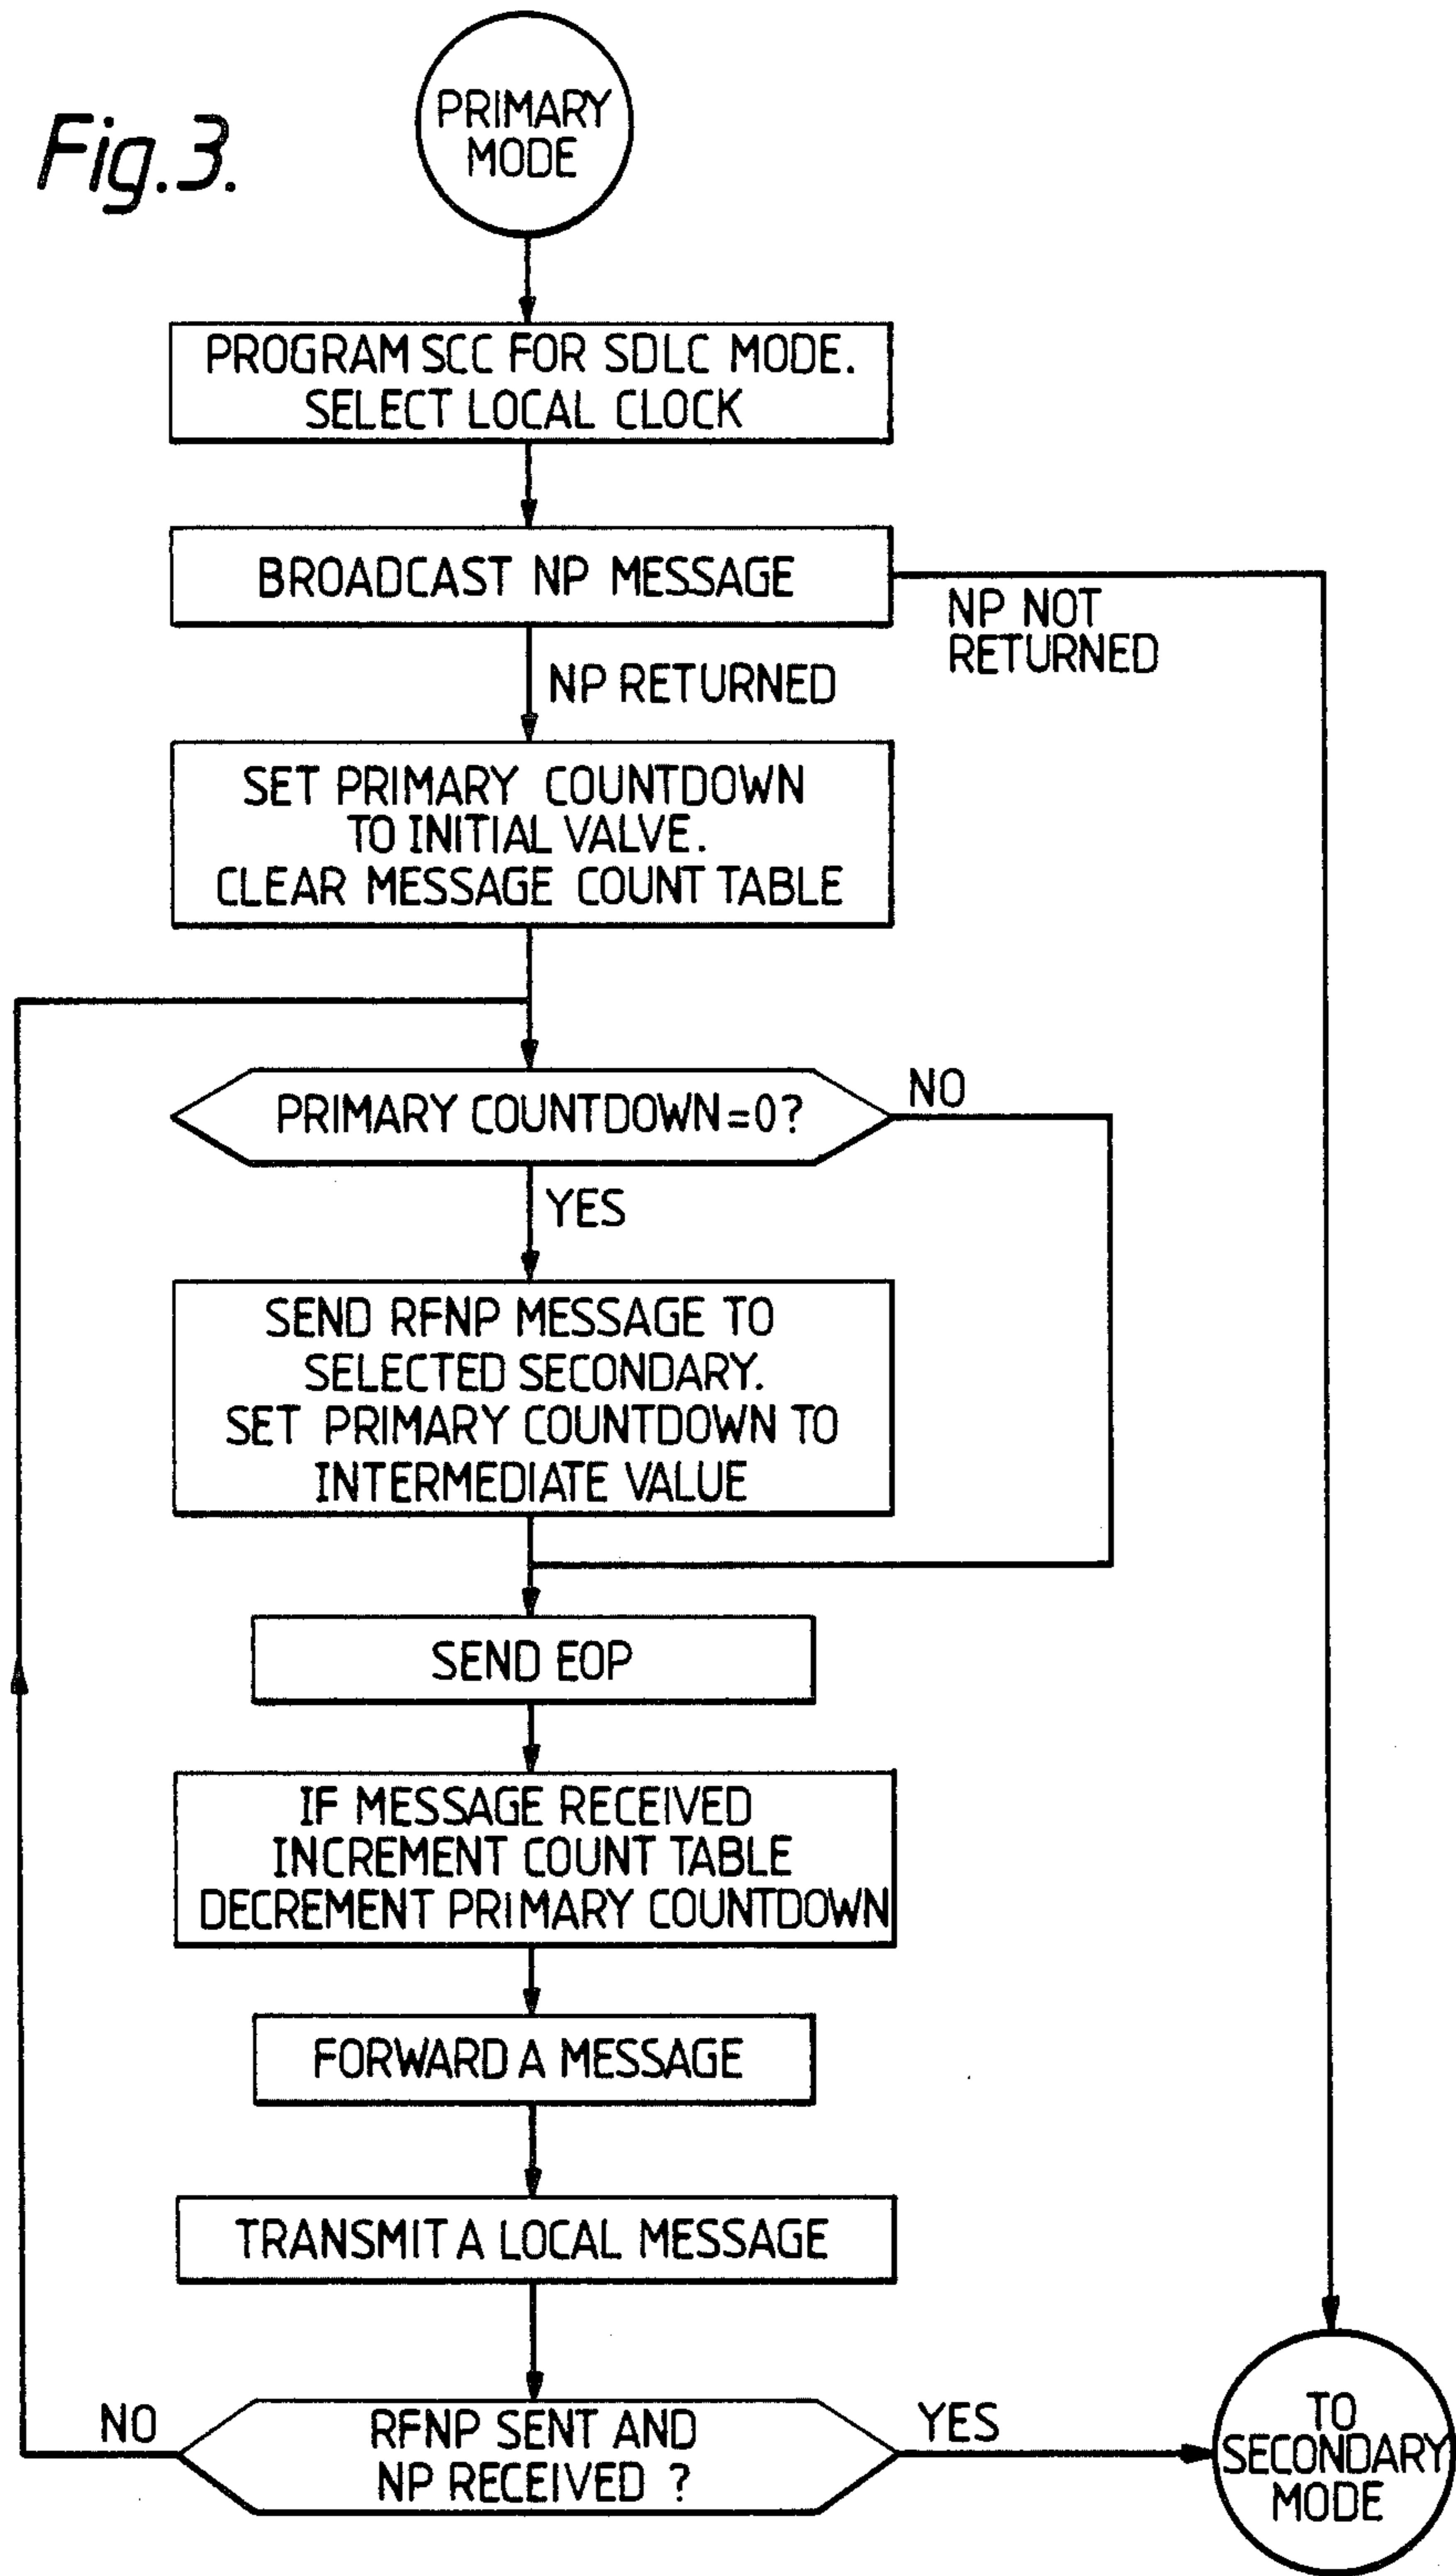 Fig.3.
PRIMARY
MODE
PROGRAM SCC FOR SDLC MODE.
SELECT LOCAL CLOCK
BROADCAST NP MESSAGE
NP NOT
RETURNED
NP RETURNED
SET PRIMARY COUNTDOWN
TO INITIAL VALVE.
CLEAR MESSAGE COUNT TABLE
PRIMARY COUNTDOWN=0?
NO
YES
SEND RFNP MESSAGE TO
SELECTED SECONDARY.
SET PRIMARY COUNTDOWN TO
INTERMEDIATE VALUE
SEND EOP
IF MESSAGE RECEIVED
INCREMENT COUNT TABLE
DECREMENT PRIMARY COUNTDOWN
FORWARD A MESSAGE
TRANSMIT A LOCAL MESSAGE
NO
RFNP SENT AND
NP RECEIVED ?
YES
TO
SECONDARY
MODE